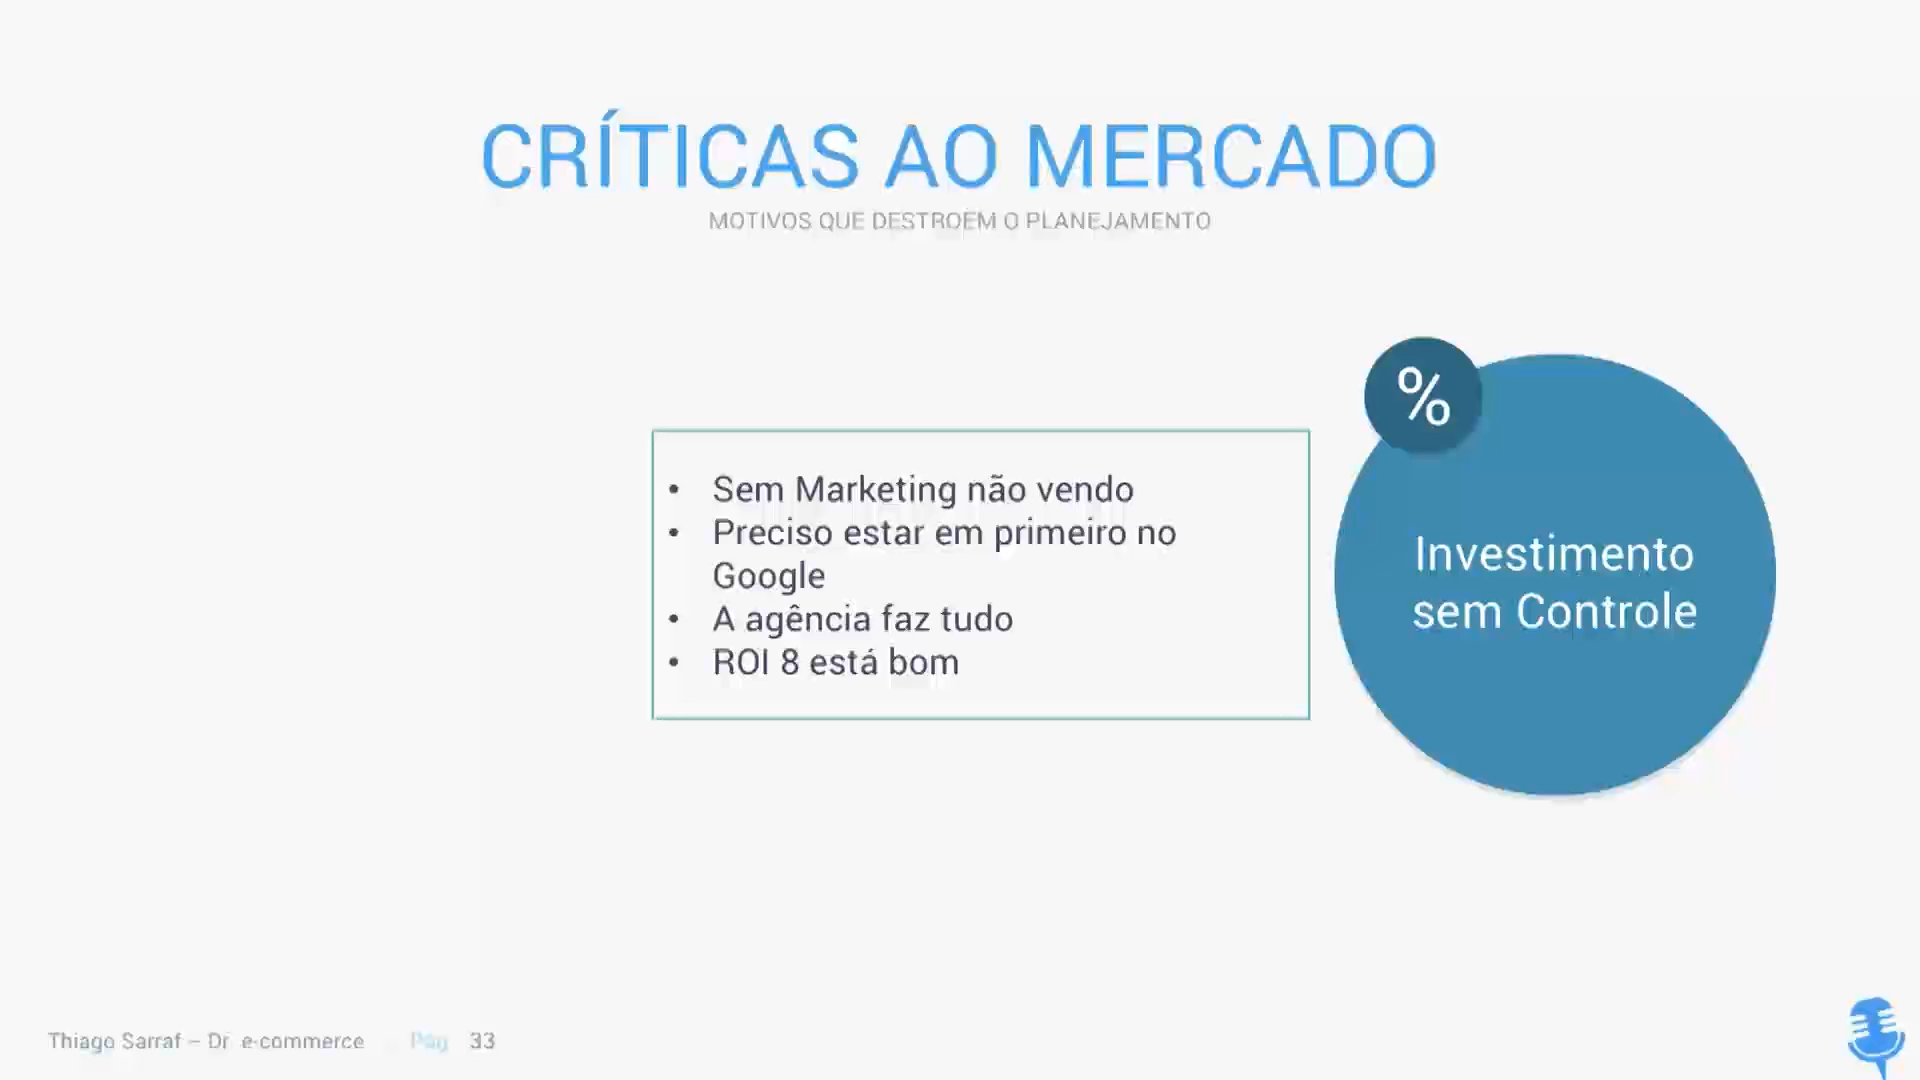 CRÍTICAS AO MERCADO
MOTIVOS QUE DESTROEM O PLANEJAMENTO
%
• Sem Marketing não vendo
• Preciso estar em primeiro no
Google
• A agência faz tudo
• ROI 8 está bom
Investimento
sem Controle
Thiago Sarraf – Dr. e-commerce Pág 33